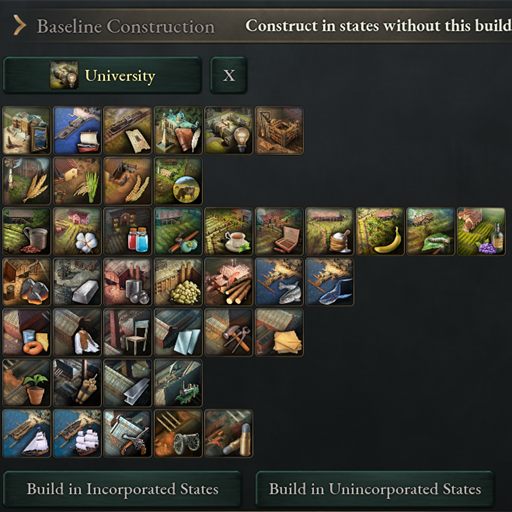 Baseline Construction Construct in states without this build
University X
Build in Incorporated States Build in Unincorporated States